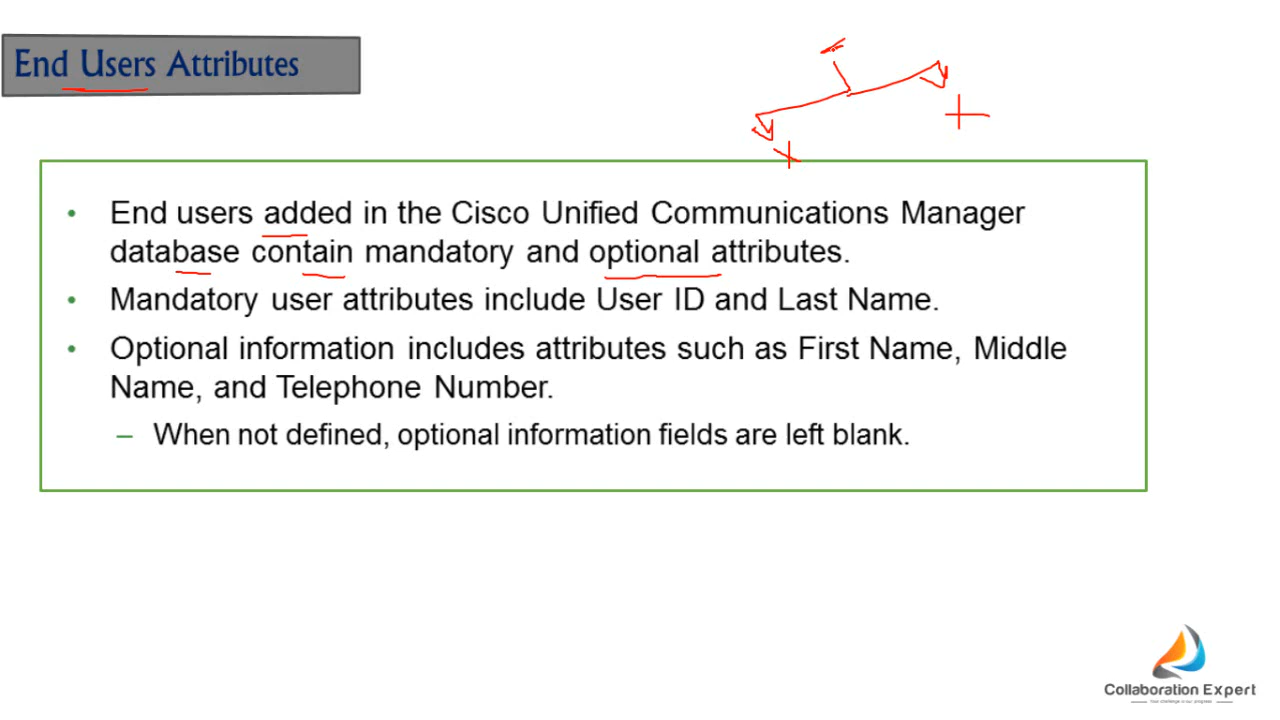 End Users Attributes
• End users added in the Cisco Unified Communications Manager
database contain mandatory and optional attributes.
• Mandatory user attributes include User ID and Last Name.
• Optional information includes attributes such as First Name, Middle
Name, and Telephone Number.
– When not defined, optional information fields are left blank.
Collaboration Expert